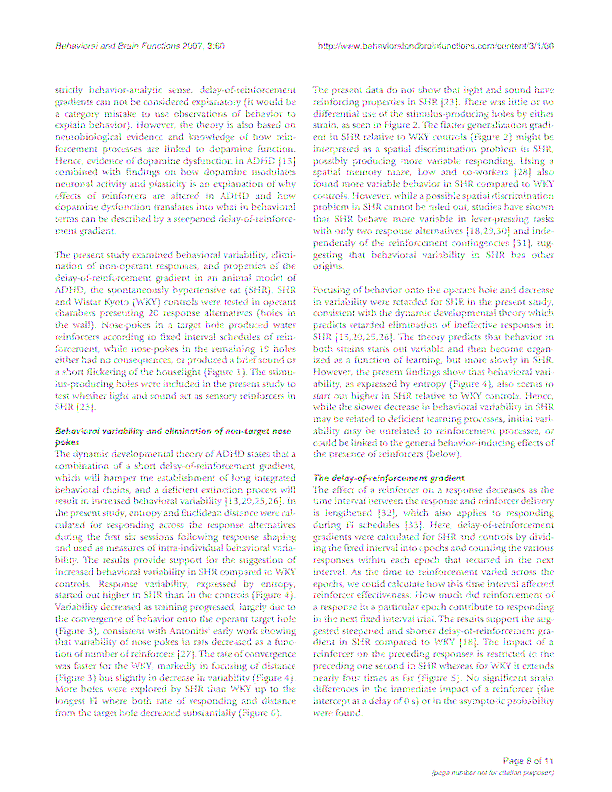 Behavioral and Brain Functions 2007, 3:60
http://www.behavioralandbrainfunctions.com/content/3/1/60
strictly behavior-analytic sense, delay-of-reinforcement
gradients can not be considered explanatory (it would be
a category mistake to use observations of behavior to
explain behavior). However, the theory is also based on
neurobiological evidence and knowledge of how rein-
forcement processes are linked to dopamine function.
Hence, evidence of dopamine dysfunction in ADHD [13]
combined with findings on how dopamine modulates
neuronal activity and plasticity is an explanation of why
effects of reinforcers are altered in ADHD and how
dopamine dysfunction translates into what in behavioral
terms can be described by a steepened delay-of-reinforce-
ment gradient.
The present study examined behavioral variability, elimi-
nation of non-operant responses, and properties of the
delay-of-reinforcement gradient in an animal model of
ADHD, the spontaneously hypertensive rat (SHR). SHR
and Wistar Kyoto (WKY) controls were tested in operant
chambers presenting 20 response alternatives (holes in
the wall). Nose-pokes in a target hole produced water
reinforcers according to fixed interval schedules of rein-
forcement, while nose-pokes in the remaining 19 holes
either had no consequences, or produced a brief sound or
a short flickering of the houselight (Figure 1). The stimu-
lus-producing holes were included in the present study to
test whether light and sound act as sensory reinforcers in
SHR [23].
Behavioral variability and elimination of non-target nose-
pokes
The dynamic developmental theory of ADHD states that a
combination of a short delay-of-reinforcement gradient,
which will hamper the establishment of long integrated
behavioral chains, and a deficient extinction process will
result in increased behavioral variability [13,20,25,26]. In
the present study, entropy and Euclidean distance were cal-
culated for responding across the response alternatives
during the first six sessions following response shaping
and used as measures of intra-individual behavioral varia-
bility. The results provide support for the suggestion of
increased behavioral variability in SHR compared to WKY
controls. Response variability, expressed by entropy,
started out higher in SHR than in the controls (Figure 4).
Variability decreased as training progressed, largely due to
the convergence of behavior onto the operant target hole
(Figure 3), consistent with Antonitis' early work showing
that variability of nose pokes in rats decreased as a func-
tion of number of reinforcers [27]. The rate of convergence
was faster for the WKY, markedly in focusing of distance
(Figure 3) but slightly in decrease in variability (Figure 4).
More holes were explored by SHR than WKY up to the
longest FI where both rate of responding and distance
from the target hole decreased substantially (Figure 6).
The present data do not show that light and sound have
reinforcing properties in SHR [23]. There was little or no
differential use of the stimulus-producing holes by either
strain, as seen in Figure 2. The flatter generalization gradi-
ent in SHR relative to WKY controls (Figure 2) might be
interpreted as a spatial discrimination problem in SHR,
possibly producing more variable responding. Using a
spatial memory maze, Low and co-workers [28] also
found more variable behavior in SHR compared to WKY
controls. However, while a possible spatial discrimination
problem in SHR cannot be ruled out, studies have shown
that SHR behave more variable in lever-pressing tasks
with only two response alternatives [18,29,30] and inde-
pendently of the reinforcement contingencies [31], sug-
gesting that behavioral variability in SHR has other
origins.
Focusing of behavior onto the operant hole and decrease
in variability were retarded for SHR in the present study,
consistent with the dynamic developmental theory which
predicts retarded elimination of ineffective responses in
SHR [13,20,25,26]. The theory predicts that behavior in
both strains starts out variable and then become organ-
ized as a function of learning, but more slowly in SHR.
However, the present findings show that behavioral vari-
ability, as expressed by entropy (Figure 4), also seems to
start out higher in SHR relative to WKY controls. Hence,
while the slower decrease in behavioral variability in SHR
may be related to deficient learning processes, initial vari-
ability may be unrelated to reinforcement processes, or
could be linked to the general behavior-inducing effects of
the presence of reinforcers (below).
The delay-of-reinforcement gradient
The effect of a reinforcer on a response decreases as the
time interval between the response and reinforcer delivery
is lengthened [32], which also applies to responding
during FI schedules [33]. Here, delay-of-reinforcement
gradients were calculated for SHR and controls by divid-
ing the fixed interval into epochs and counting the various
responses within each epoch that recurred in the next
interval. As the time to reinforcement varied across the
epochs, we could calculate how this time interval affected
reinforcer effectiveness. How much did reinforcement of
a response in a particular epoch contribute to responding
in the next fixed interval trial. The results support the sug-
gested steepened and shorter delay-of-reinforcement gra-
dient in SHR compared to WKY [16]. The impact of a
reinforcer on the preceding responses is restricted to the
preceding one second in SHR whereas for WKY it extends
nearly four times as far (Figure 5). No significant strain
differences in the immediate impact of a reinforcer (the
intercept at a delay of 0 s) or in the asymptotic probability
were found.
Page 8 of 11
(page number not for citation purposes)